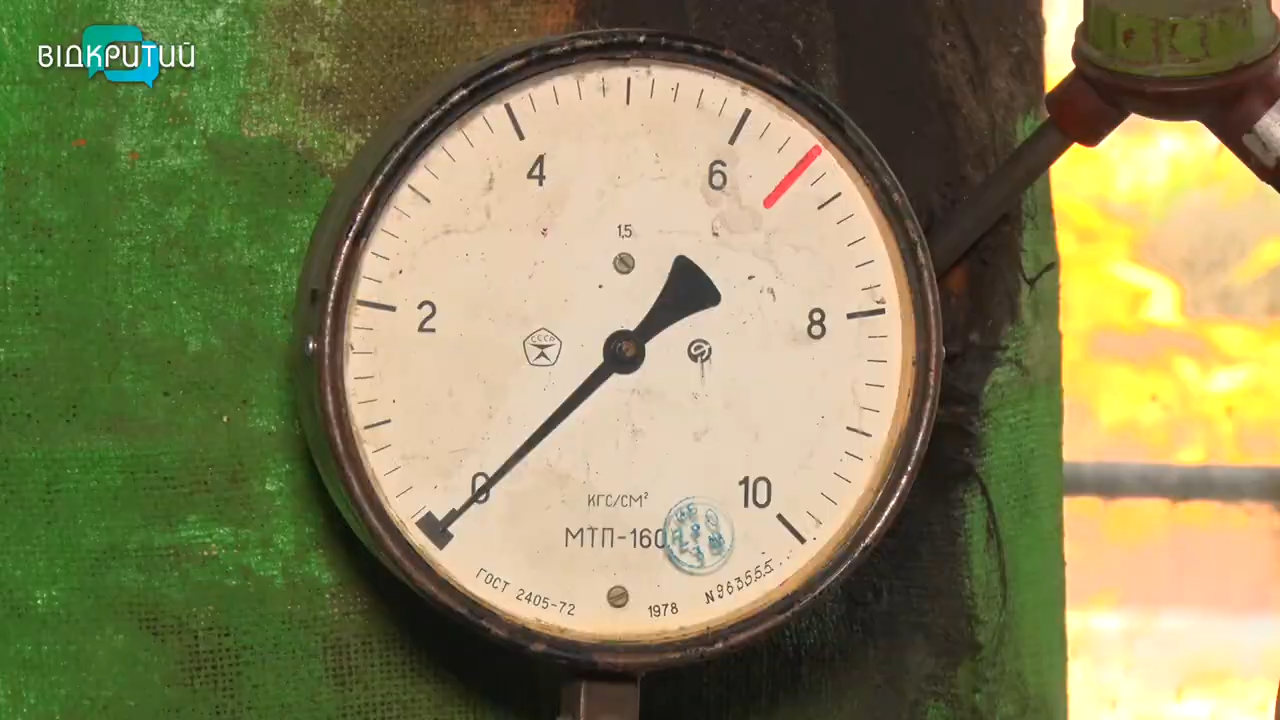 ВІДКРИТИЙ
4
6
1,5
2
8
СССР
0
10
КГС/СМ²
МТП-160
ГОСТ 2405-72
1978
№963555